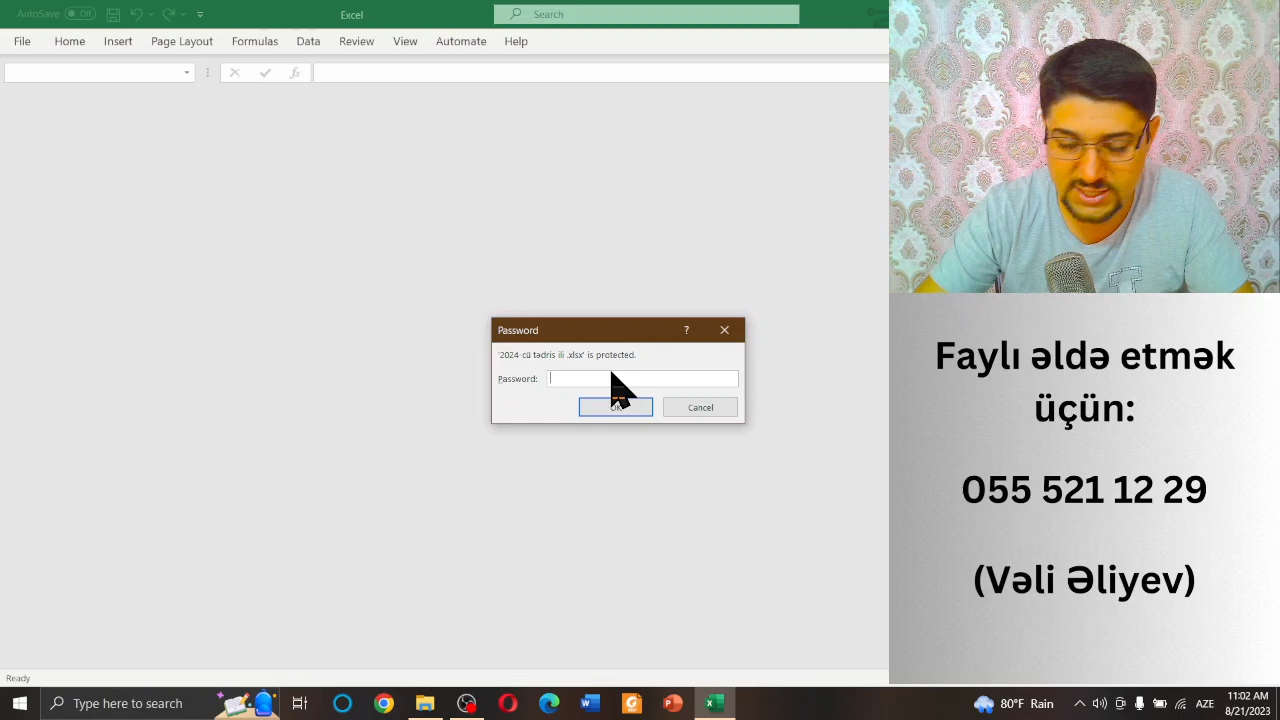 AutoSave Off
Excel
Search
File Home Insert Page Layout Formulas Data Review View Automate Help
fx
Password ?
'2024-cü tədris ili .xlsx' is protected.
Password:
Cancel
Faylı əldə etmək
üçün:
055 521 12 29
(Vəli Əliyev)
Ready
Type here to search
80°F Rain
AZE
11:02 AM
8/21/2023